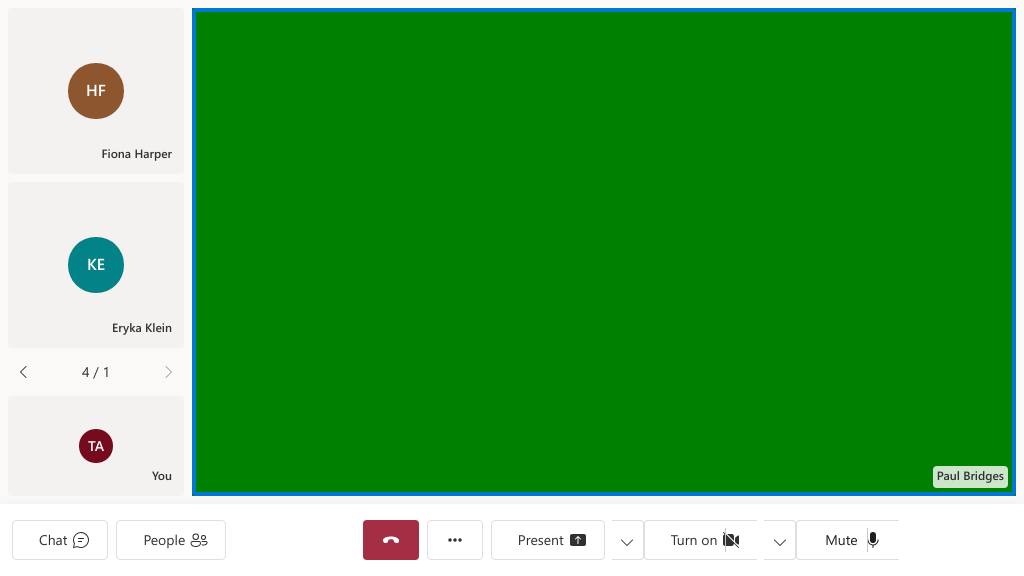 HF
Fiona Harper
KE
Eryka Klein
4 / 1
TA
You
Paul Bridges
Chat
People
Present
Turn on
Mute